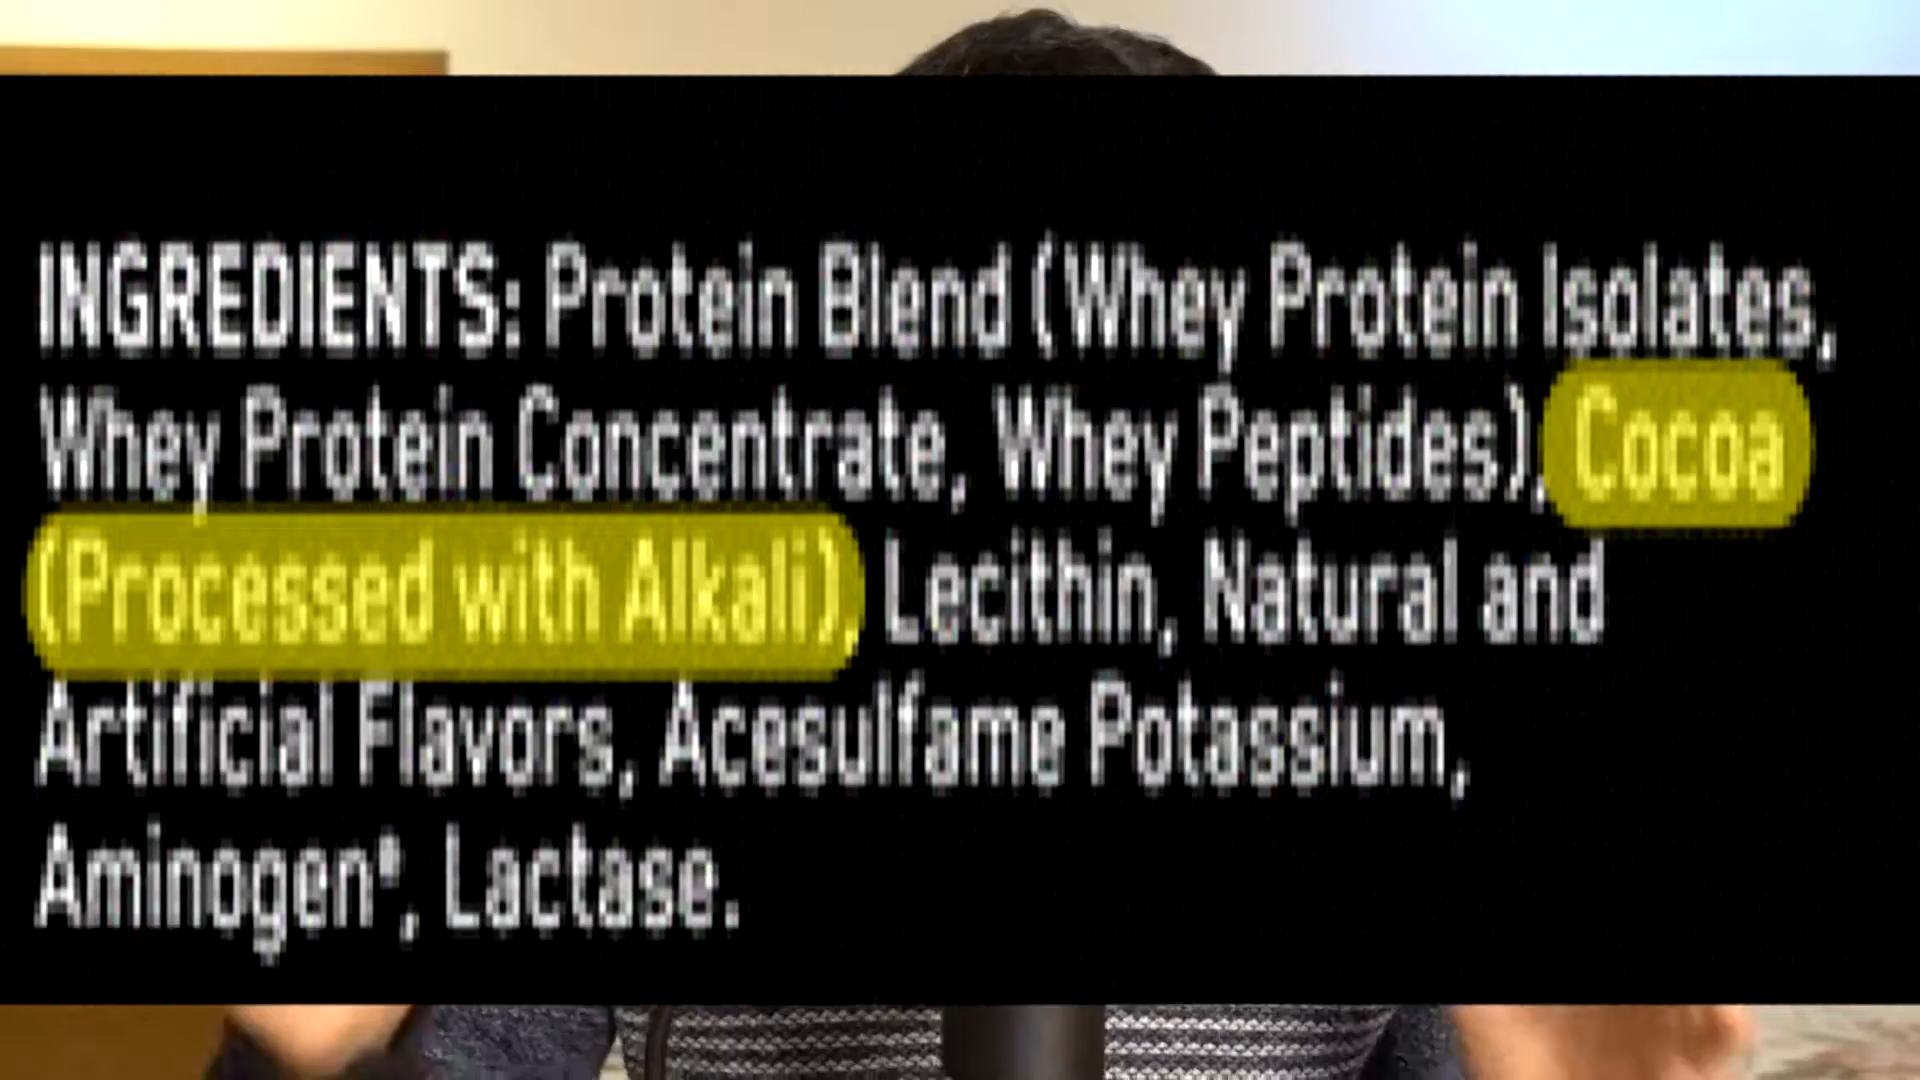 INGREDIENTS: Protein Blend (Whey Protein Isolates,
Whey Protein Concentrate, Whey Peptides), Cocoa
(Processed with Alkali), Lecithin, Natural and
Artificial Flavors, Acesulfame Potassium,
Aminogen®, Lactase.